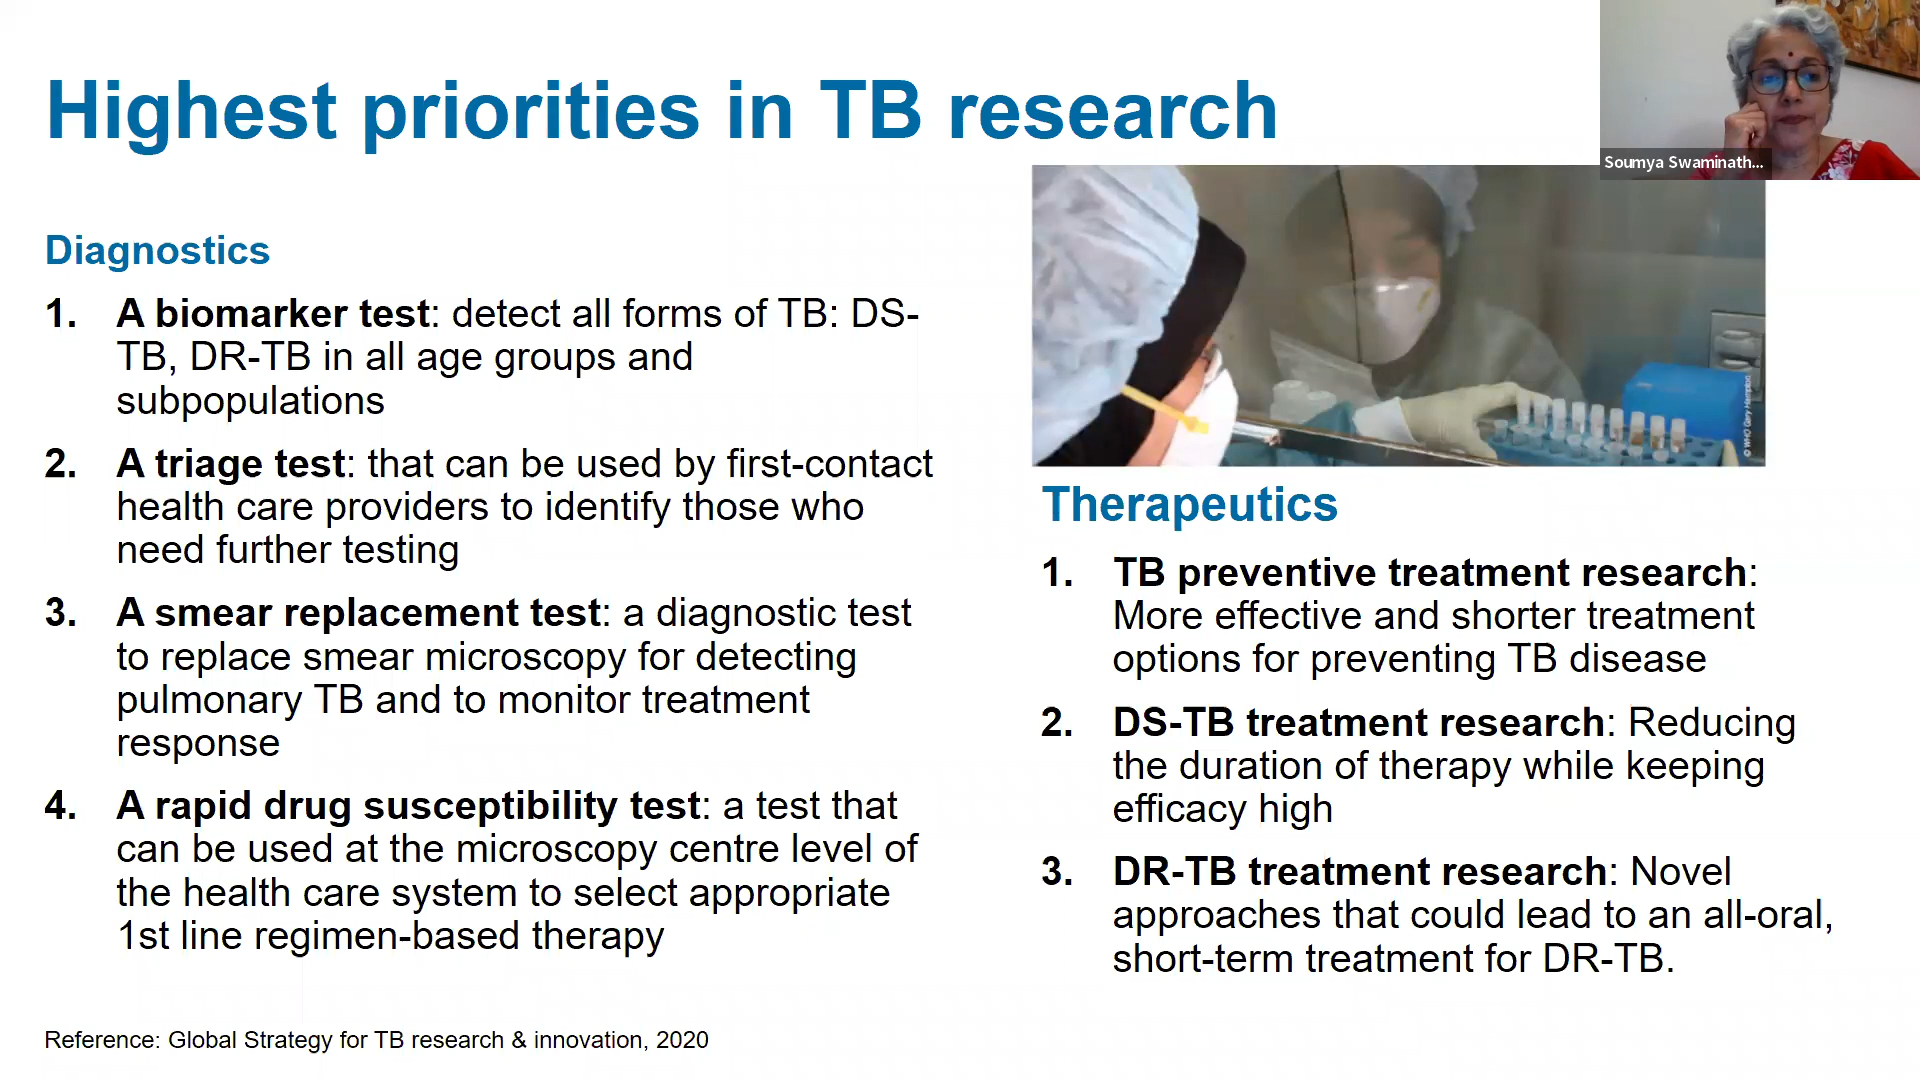 Highest priorities in TB research
Soumya Swaminath...
Diagnostics
1. A biomarker test: detect all forms of TB: DS-
TB, DR-TB in all age groups and
subpopulations
2. A triage test: that can be used by first-contact
health care providers to identify those who
need further testing
3. A smear replacement test: a diagnostic test
to replace smear microscopy for detecting
pulmonary TB and to monitor treatment
response
4. A rapid drug susceptibility test: a test that
can be used at the microscopy centre level of
the health care system to select appropriate
1st line regimen-based therapy
© WHO Gary Hampton
Therapeutics
1. TB preventive treatment research:
More effective and shorter treatment
options for preventing TB disease
2. DS-TB treatment research: Reducing
the duration of therapy while keeping
efficacy high
3. DR-TB treatment research: Novel
approaches that could lead to an all-oral,
short-term treatment for DR-TB.
Reference: Global Strategy for TB research & innovation, 2020